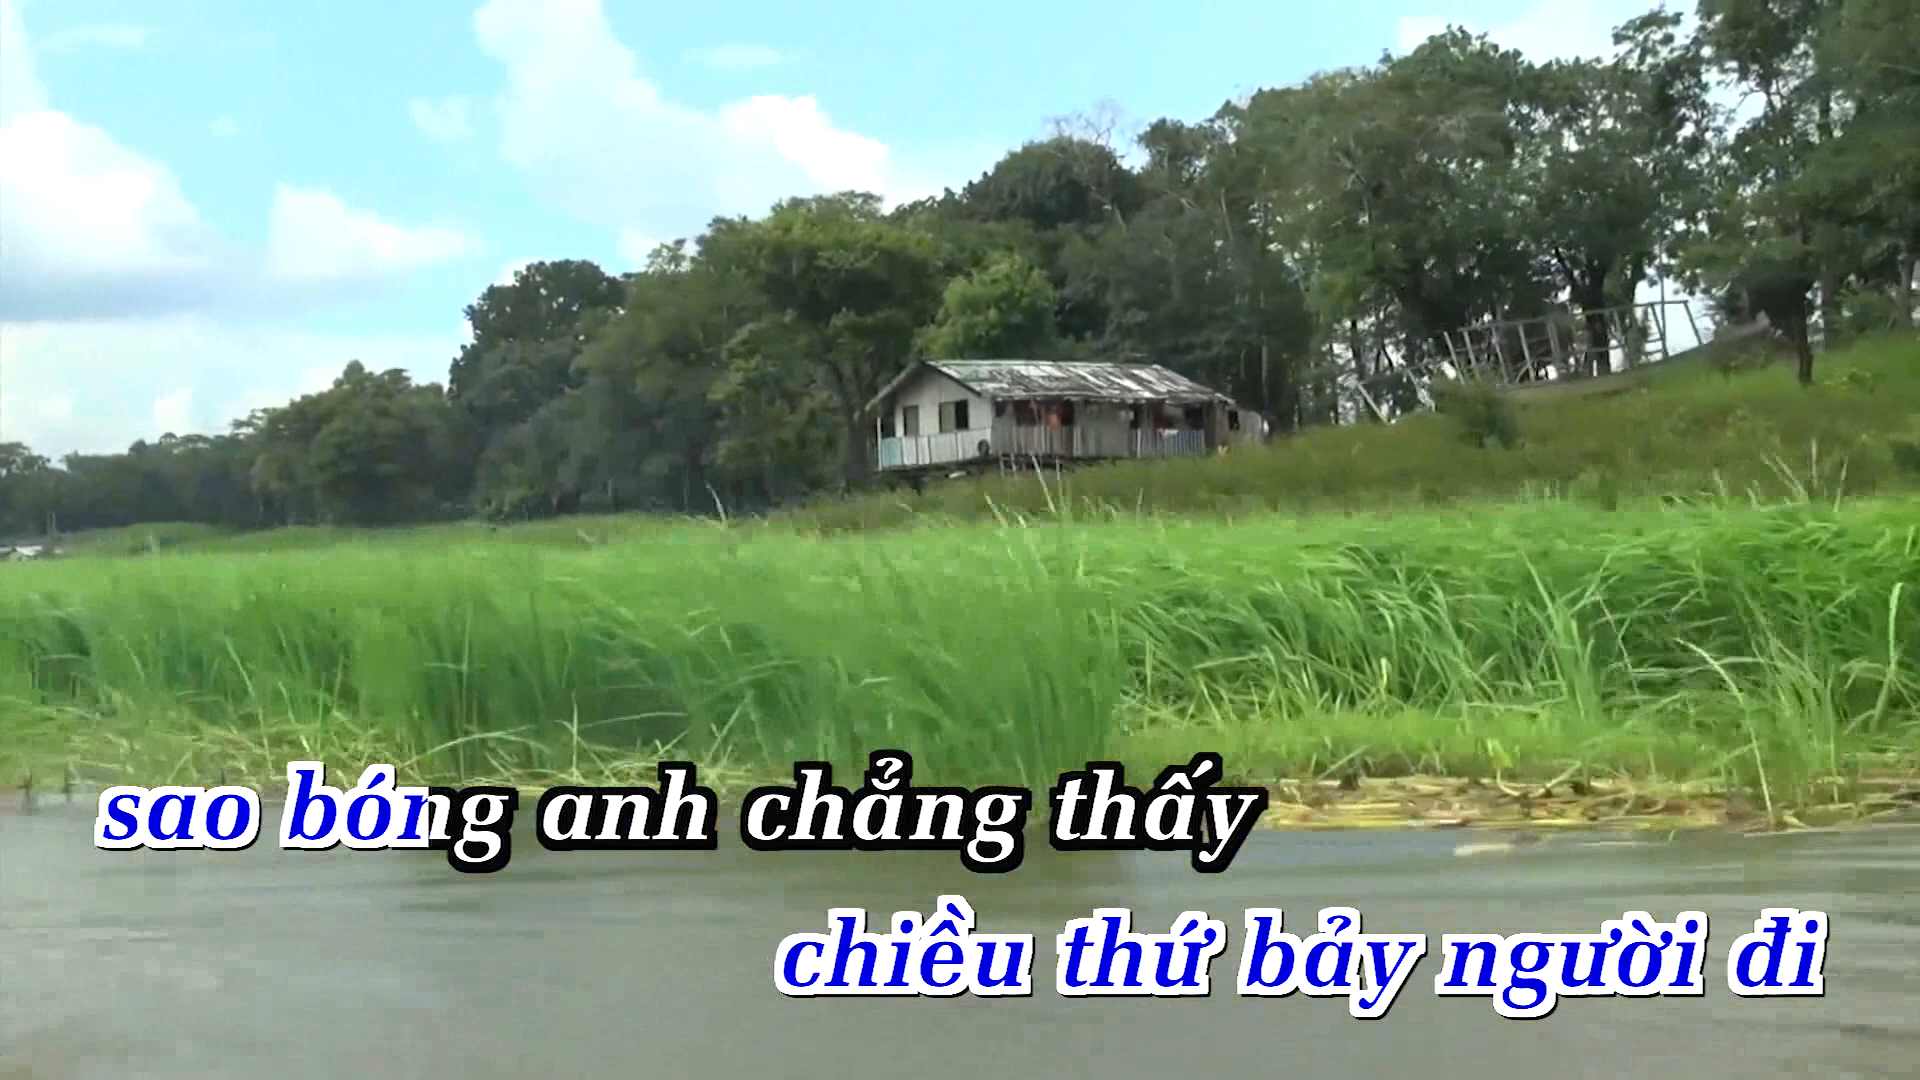 sao bóng anh chẳng thấy
chiều thứ bảy người đi